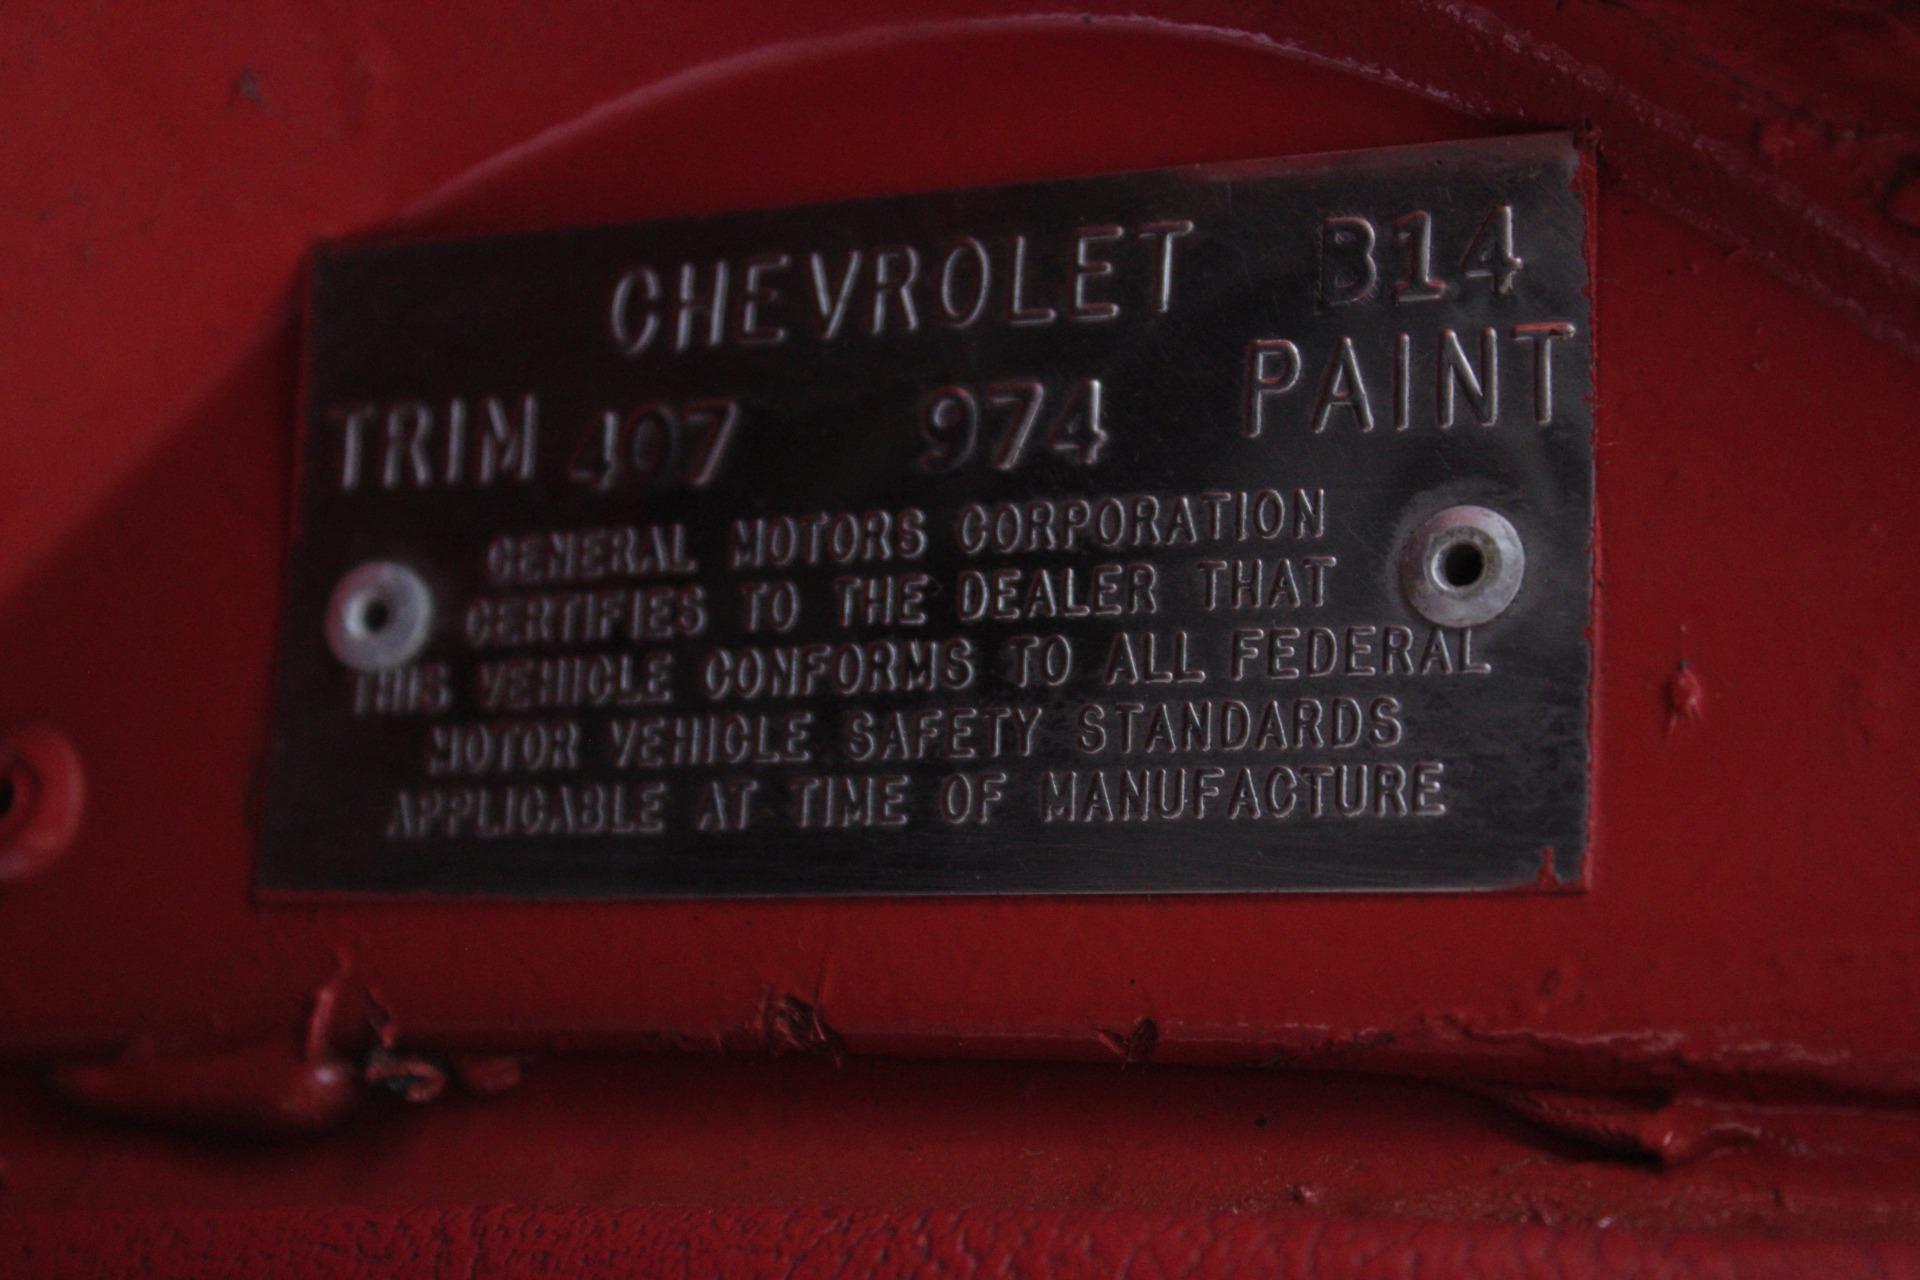 CHEVROLET B14
TRIM 407 974 PAINT
GENERAL MOTORS CORPORATION
CERTIFIES TO THE DEALER THAT
THIS VEHICLE CONFORMS TO ALL FEDERAL
MOTOR VEHICLE SAFETY STANDARDS
APPLICABLE AT TIME OF MANUFACTURE